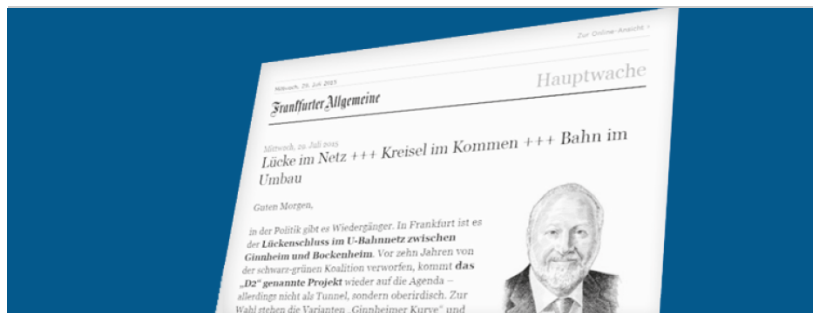 Zur Online-Ansicht ›
Mittwoch, 29. Juli 2015
Frankfurter Allgemeine
Hauptwache
Mittwoch, 29. Juli 2015
Lücke im Netz +++ Kreisel im Kommen +++ Bahn im
Umbau
Guten Morgen,
in der Politik gibt es Wiedergänger. In Frankfurt ist es
der Lückenschluss im U-Bahnnetz zwischen
Ginnheim und Bockenheim. Vor zehn Jahren von
der schwarz-grünen Koalition verworfen, kommt das
„D2“ genannte Projekt wieder auf die Agenda –
allerdings nicht als Tunnel, sondern oberirdisch. Zur
Wahl stehen die Varianten „Ginnheimer Kurve“ und